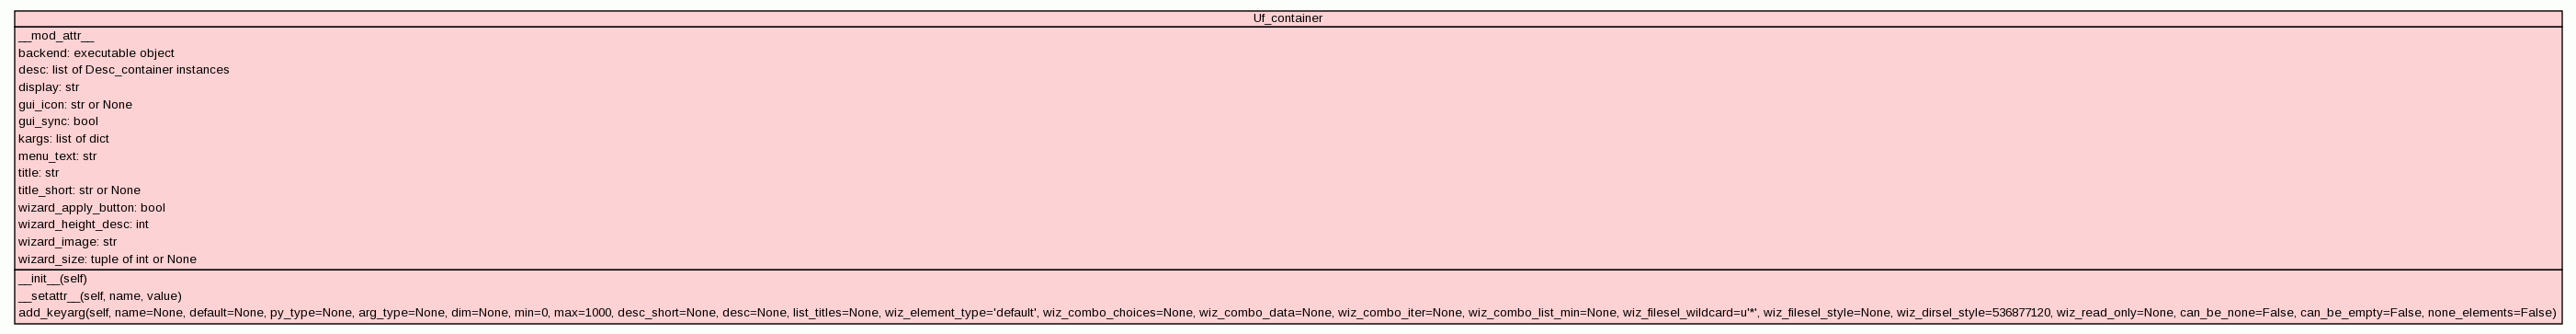 Uf_container
__mod_attr__
backend: executable object
desc: list of Desc_container instances
display: str
gui_icon: str or None
gui_sync: bool
kargs: list of dict
menu_text: str
title: str
title_short: str or None
wizard_apply_button: bool
wizard_height_desc: int
wizard_image: str
wizard_size: tuple of int or None
__init__(self)
__setattr__(self, name, value)
add_keyarg(self, name=None, default=None, py_type=None, arg_type=None, dim=None, min=0, max=1000, desc_short=None, desc=None, list_titles=None, wiz_element_type='default', wiz_combo_choices=None, wiz_combo_data=None, wiz_combo_iter=None, wiz_combo_list_min=None, wiz_filesel_wildcard=u'*', wiz_filesel_style=None, wiz_dirsel_style=536877120, wiz_read_only=None, can_be_none=False, can_be_empty=False, none_elements=False)